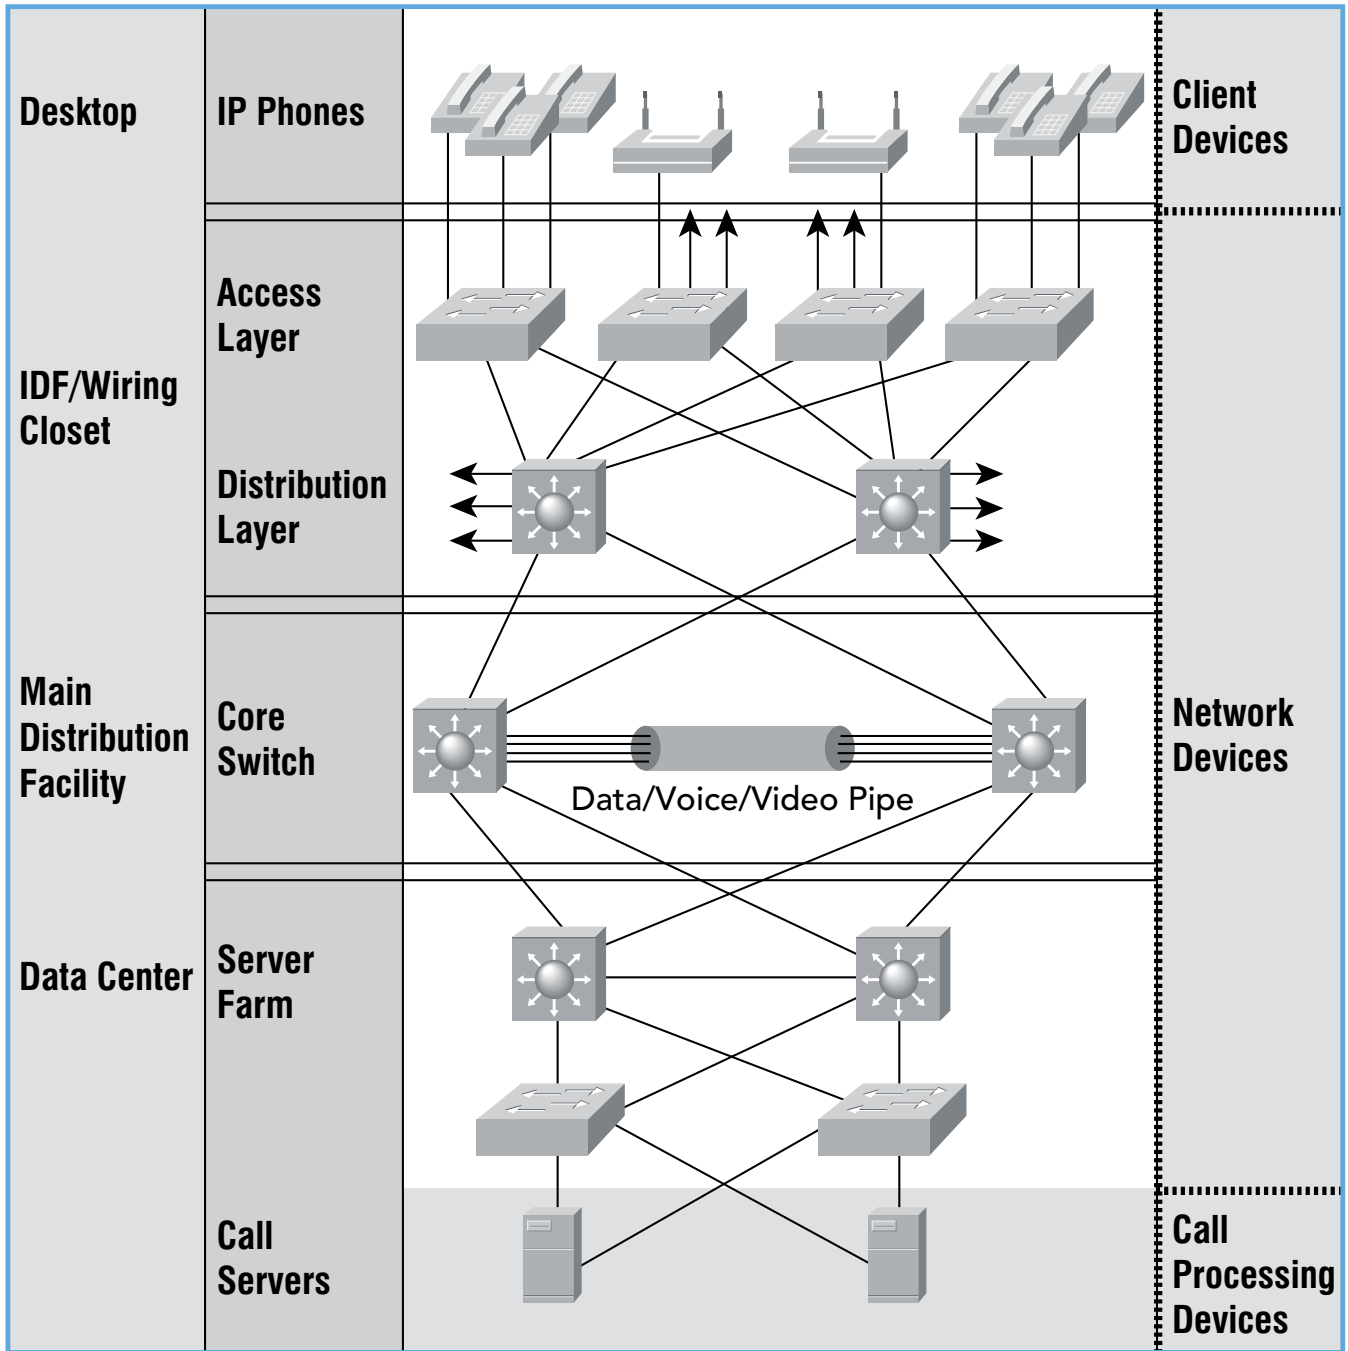 Desktop
IP Phones
Client
Devices
Access
Layer
IDF/Wiring
Closet
Distribution
Layer
Main
Distribution
Facility
Core
Switch
Data/Voice/Video Pipe
Network
Devices
Data Center
Server
Farm
Call
Servers
Call
Processing
Devices